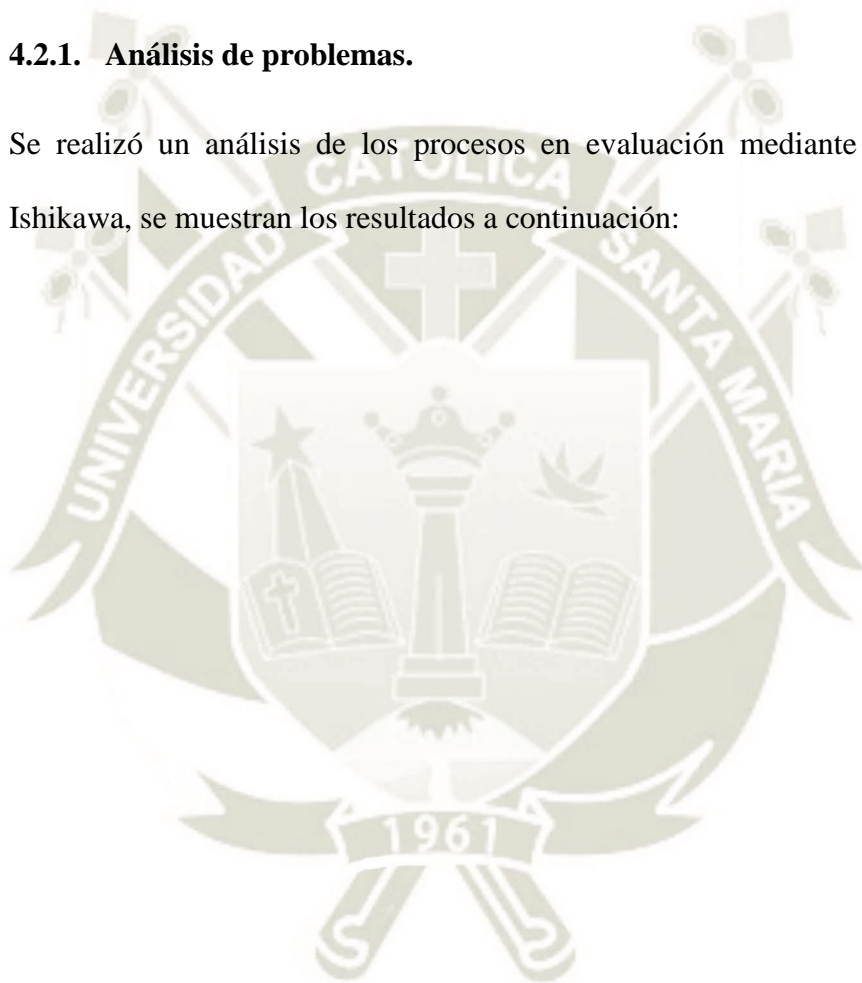 4.2.1. Análisis de problemas.
Se realizó un análisis de los procesos en evaluación mediante
Ishikawa, se muestran los resultados a continuación:
UNIVERSIDAD CATOLICA SANTA MARIA
1961